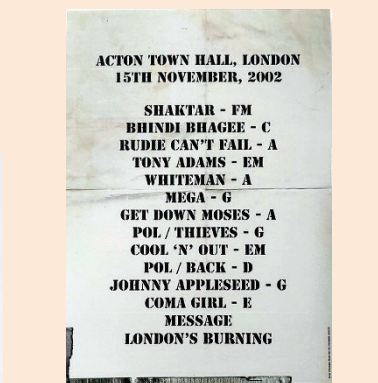 ACTON TOWN HALL, LONDON
15TH NOVEMBER, 2002
SHAKTAR - FM
BHINDI BHAGEE - C
RUDIE CAN'T FAIL - A
TONY ADAMS - EM
WHITEMAN - A
MEGA - G
GET DOWN MOSES - A
POL / THIEVES - G
COOL 'N' OUT - EM
POL / BACK - D
JOHNNY APPLESEED - G
COMA GIRL - E
MESSAGE
LONDON'S BURNING